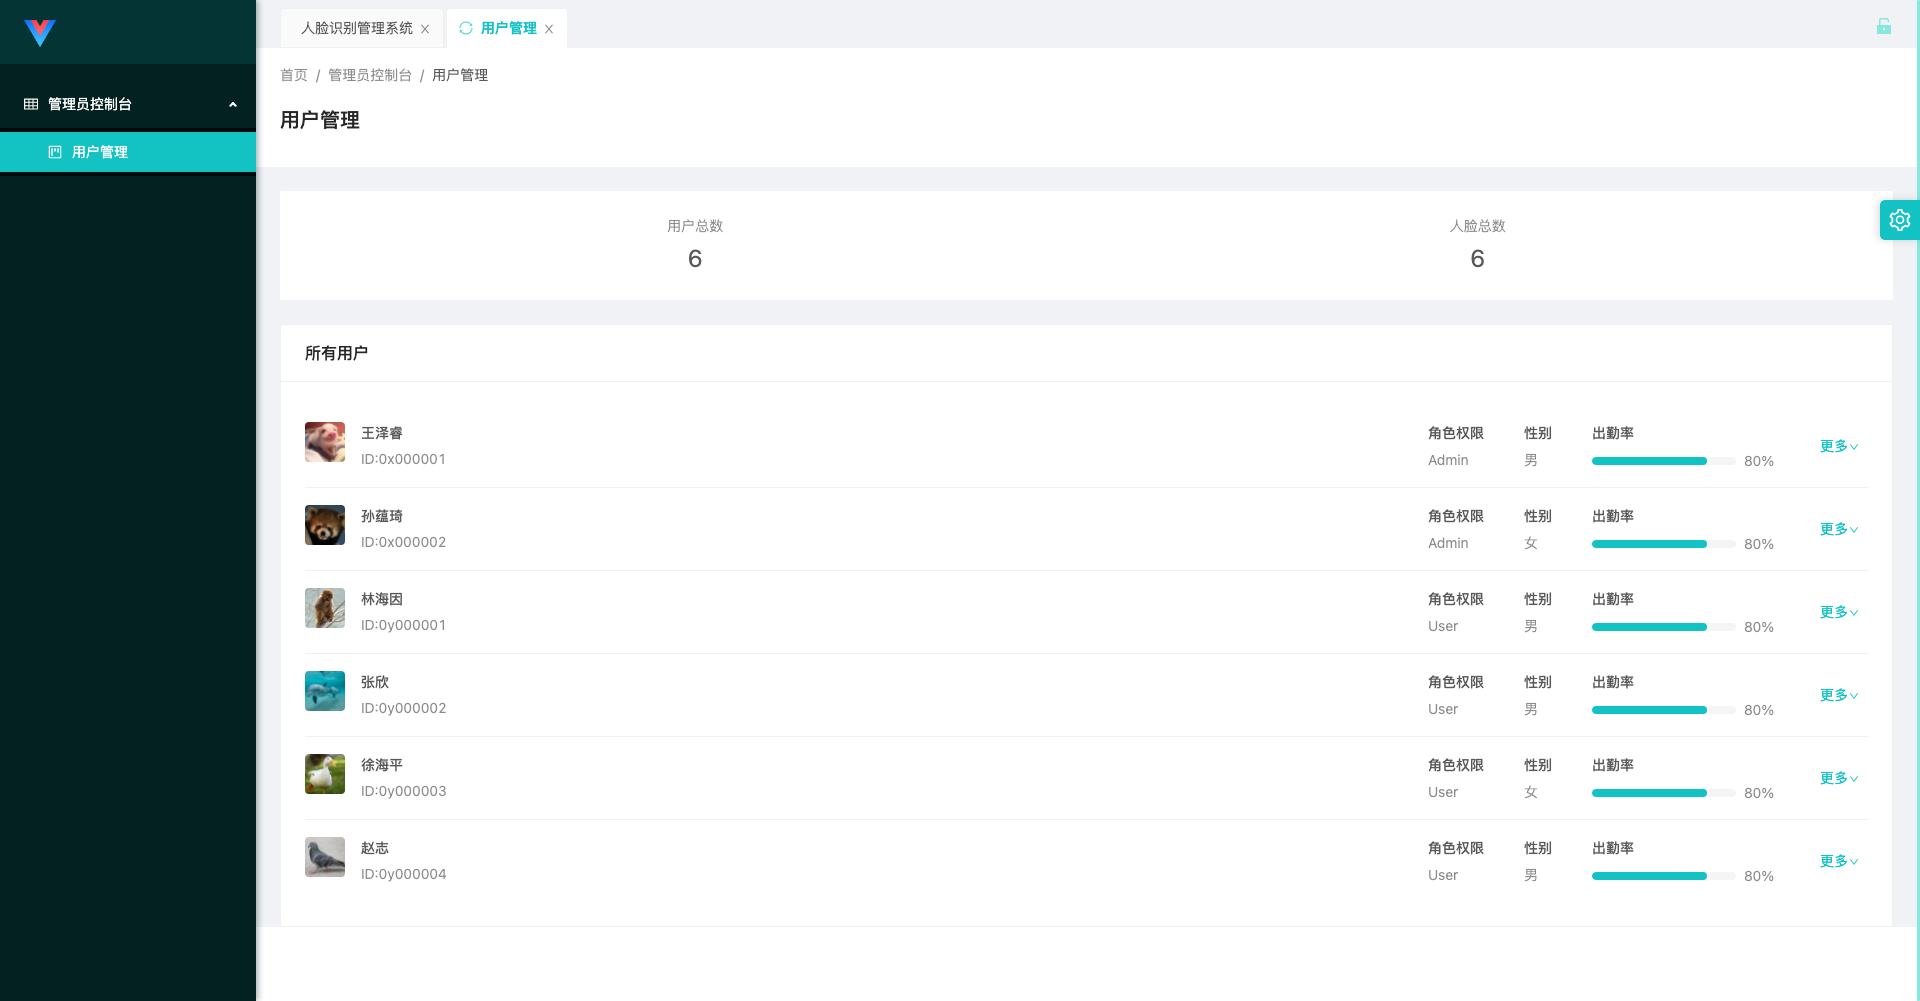 人脸识别管理系统
用户管理
首页 / 管理员控制台 / 用户管理
用户管理
管理员控制台
用户管理
用户总数
6
人脸总数
6
所有用户
王泽睿
ID:0x000001
角色权限 性别 出勤率
Admin 男 80%
更多
孙蕴琦
ID:0x000002
角色权限 性别 出勤率
Admin 女 80%
更多
林海因
ID:0y000001
角色权限 性别 出勤率
User 男 80%
更多
张欣
ID:0y000002
角色权限 性别 出勤率
User 男 80%
更多
徐海平
ID:0y000003
角色权限 性别 出勤率
User 女 80%
更多
赵志
ID:0y000004
角色权限 性别 出勤率
User 男 80%
更多